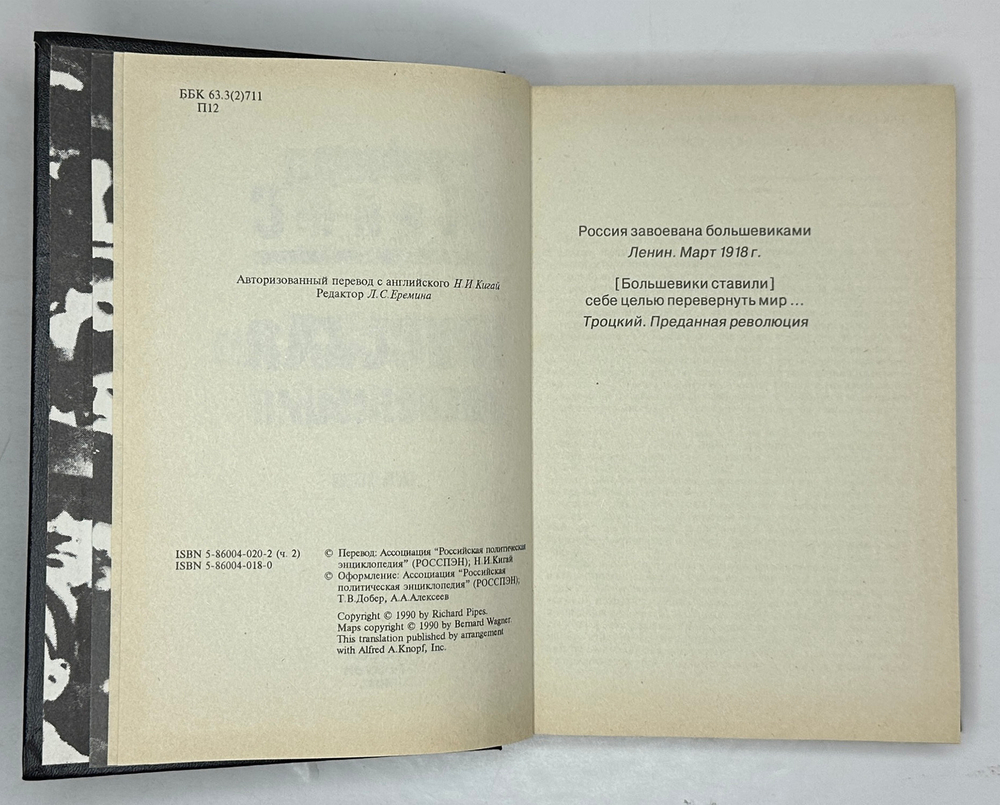 ББК 63.3(2)711
П12
Авторизованный перевод с английского Н.И.Кигай
Редактор Л.С.Еремина
ISBN 5-86004-020-2 (ч. 2)
ISBN 5-86004-018-0
© Перевод: Ассоциация "Российская политическая
энциклопедия" (РОССПЭН); Н.И.Кигай
© Оформление: Ассоциация "Российская
политическая энциклопедия" (РОССПЭН);
Т.В.Добер, А.А.Алексеев
Copyright © 1990 by Richard Pipes.
Maps copyright © 1990 by Bernard Wagner.
This translation published by arrangement
with Alfred A.Knopf, Inc.
Россия завоевана большевиками
Ленин. Март 1918 г.
[Большевики ставили]
себе целью перевернуть мир ...
Троцкий. Преданная революция